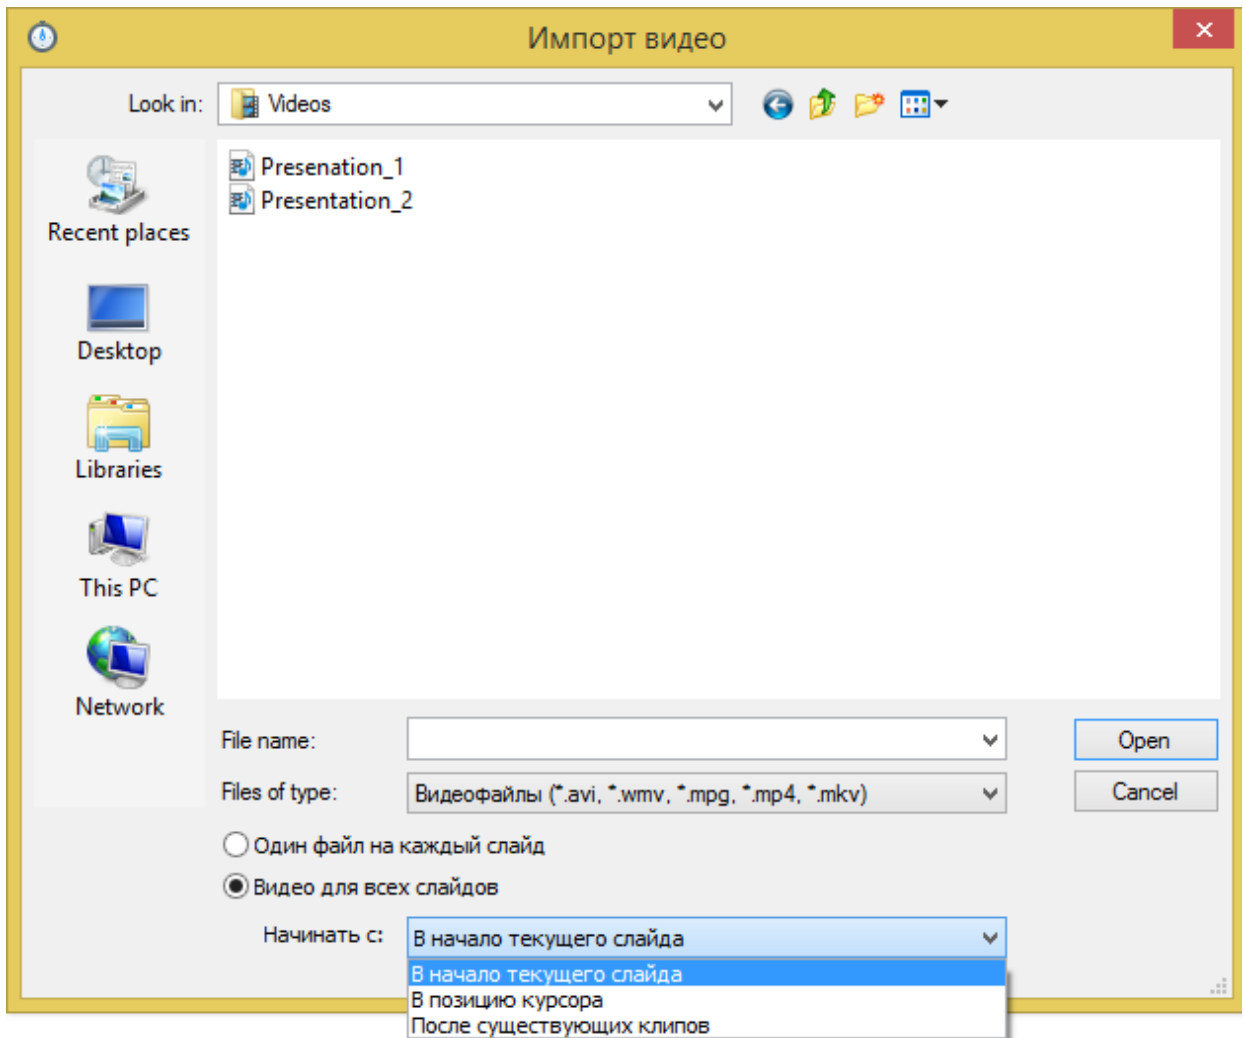 Импорт видео
Look in:
Videos
Presenation_1
Presentation_2
Recent places
Desktop
Libraries
This PC
Network
File name:
Open
Files of type:
Видеофайлы (*.avi, *.wmv, *.mpg, *.mp4, *.mkv)
Cancel
Один файл на каждый слайд
Видео для всех слайдов
Начинать с:
В начало текущего слайда
В начало текущего слайда
В позицию курсора
После существующих клипов